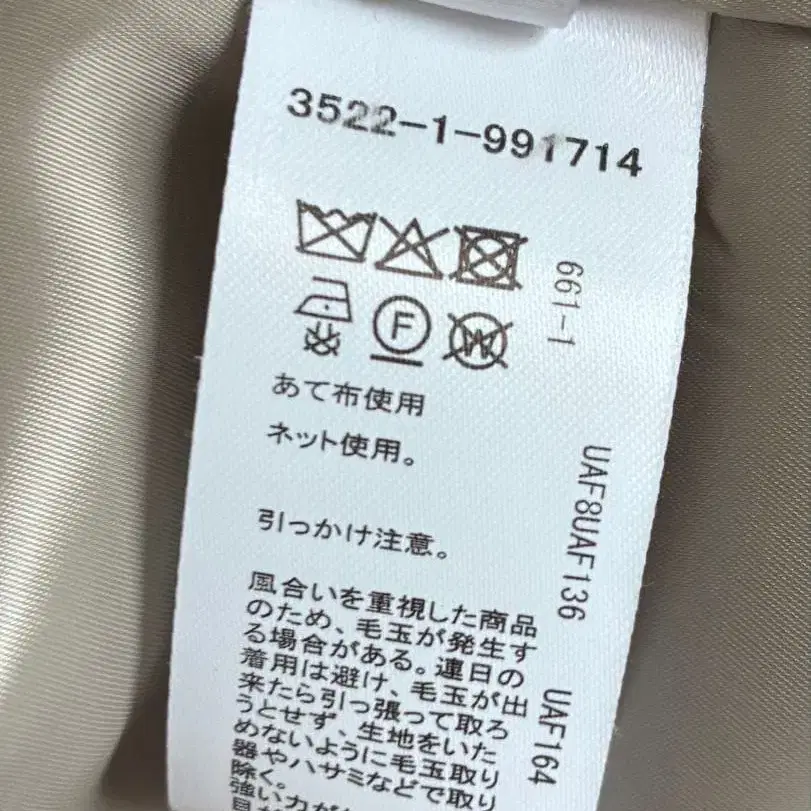 3522-1-991714
F
W
あて布使用
ネット使用。
引っかけ注意。
風合いを重視した商品
のため、毛玉が発生す
る場合がある。連日の
着用は避け、毛玉が出
来たら引っ張って取ろ
うとせず、生地をいた
めないように毛玉取り
器やハサミなどで取り
除く。
強い力が
661-1
UAF8UAF136
UAF164